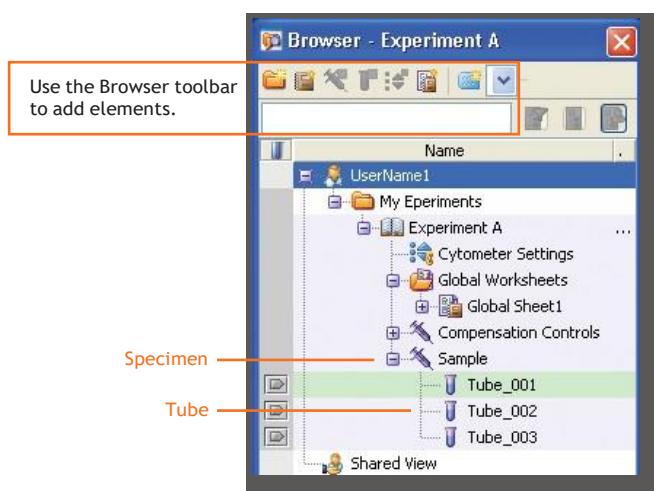 Browser - Experiment A
Use the Browser toolbar
to add elements.
Name
UserName1
My Eperiments
Experiment A ...
Cytometer Settings
Global Worksheets
Global Sheet1
Compensation Controls
Specimen
Sample
Tube_001
Tube
Tube_002
Tube_003
Shared View